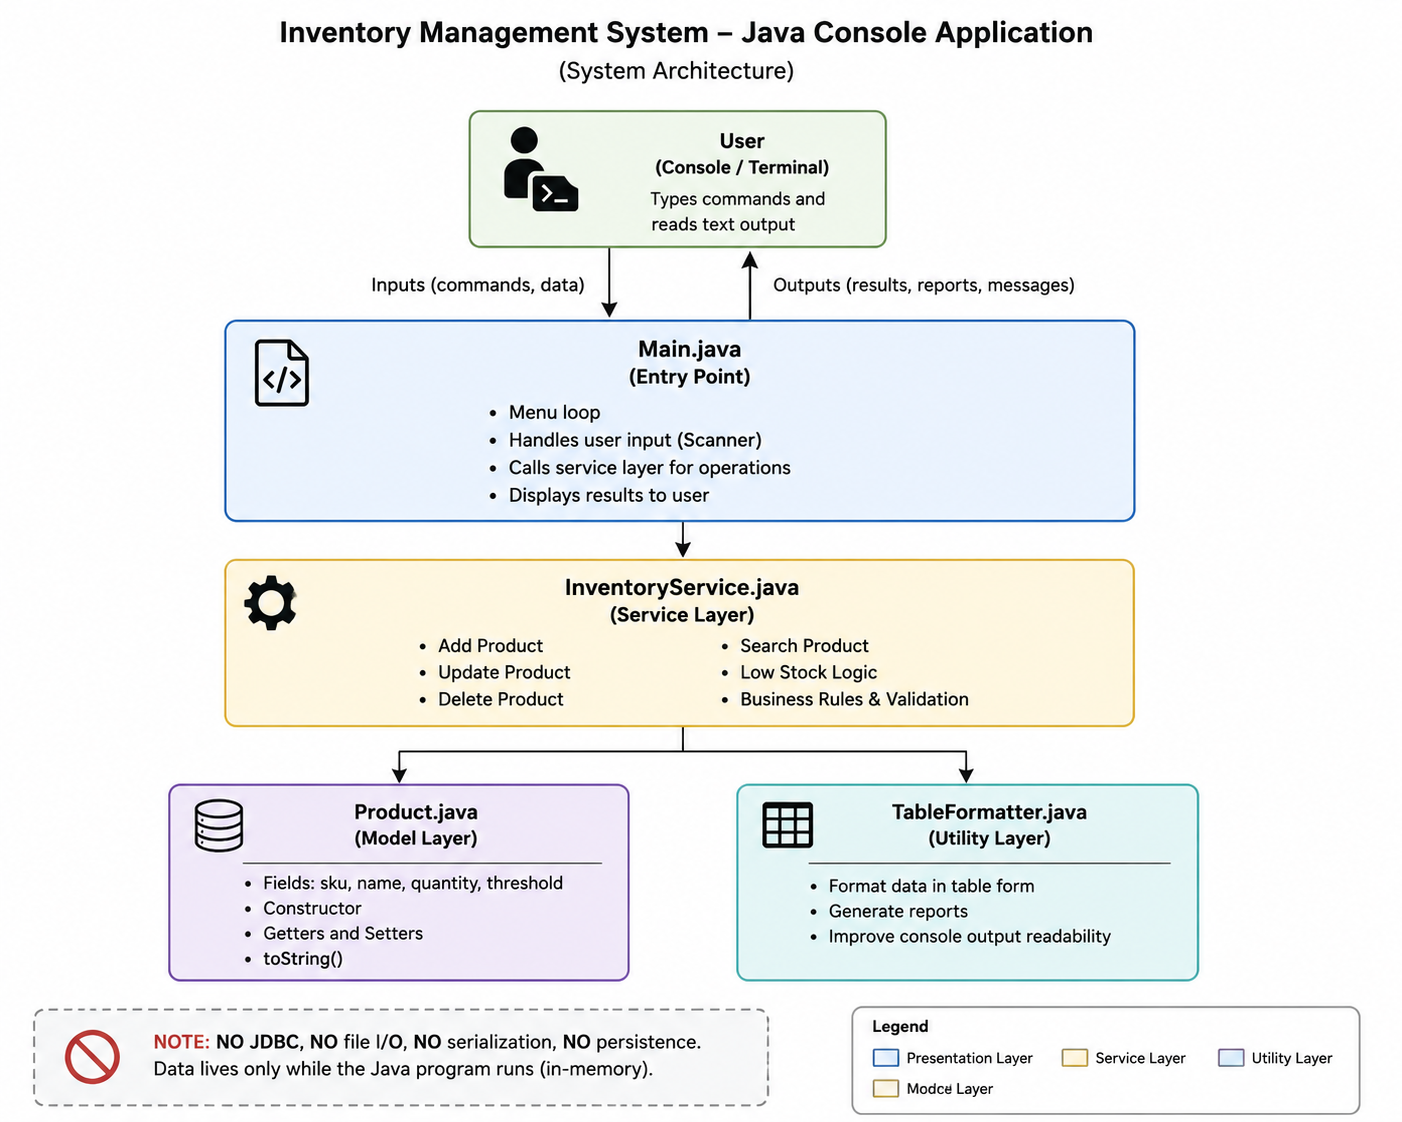 Inventory Management System – Java Console Application
(System Architecture)
User
(Console / Terminal)
Types commands and
reads text output
Inputs (commands, data)
Outputs (results, reports, messages)
Main.java
(Entry Point)
• Menu loop
• Handles user input (Scanner)
• Calls service layer for operations
• Displays results to user
InventoryService.java
(Service Layer)
• Add Product
• Update Product
• Delete Product
• Search Product
• Low Stock Logic
• Business Rules & Validation
Product.java
(Model Layer)
• Fields: sku, name, quantity, threshold
• Constructor
• Getters and Setters
• toString()
TableFormatter.java
(Utility Layer)
• Format data in table form
• Generate reports
• Improve console output readability
NOTE: NO JDBC, NO file I/O, NO serialization, NO persistence.
Data lives only while the Java program runs (in-memory).
Legend
Presentation Layer
Service Layer
Utility Layer
Layer